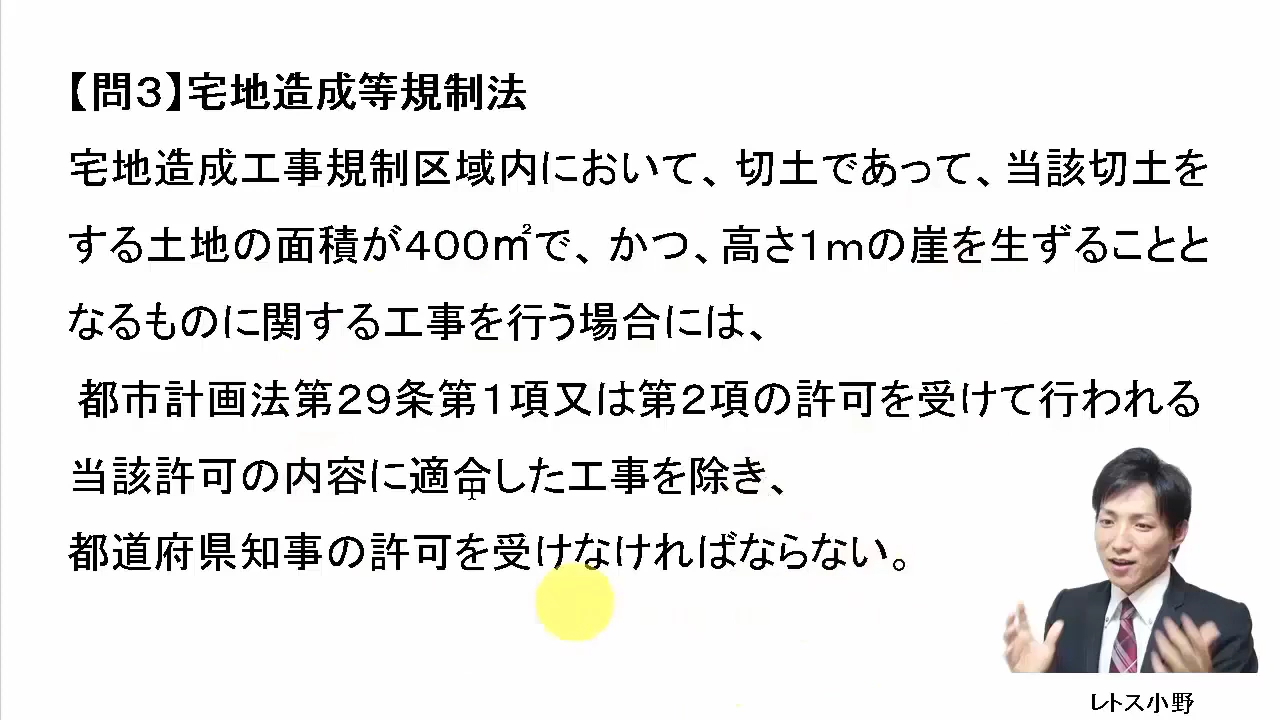 【問３】宅地造成等規制法
宅地造成工事規制区域内において、切土であって、当該切土を
する土地の面積が４００㎡で、かつ、高さ１ｍの崖を生ずることと
なるものに関する工事を行う場合には、
都市計画法第２９条第１項又は第２項の許可を受けて行われる
当該許可の内容に適合した工事を除き、
都道府県知事の許可を受けなければならない。
レトス小野